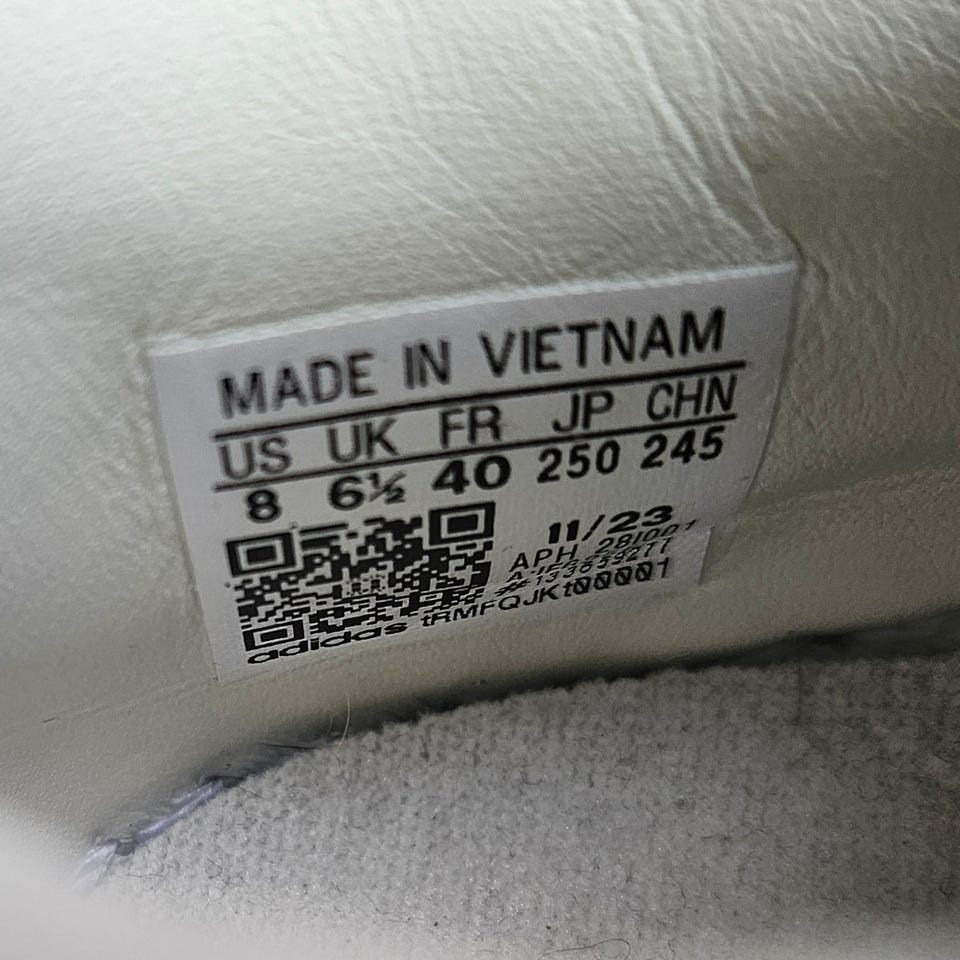 MADE IN VIETNAM
US UK FR JP CHN
8 6½ 40 250 245
11/23
APH 281001
#133659277
adidas tRMFQJKt00001